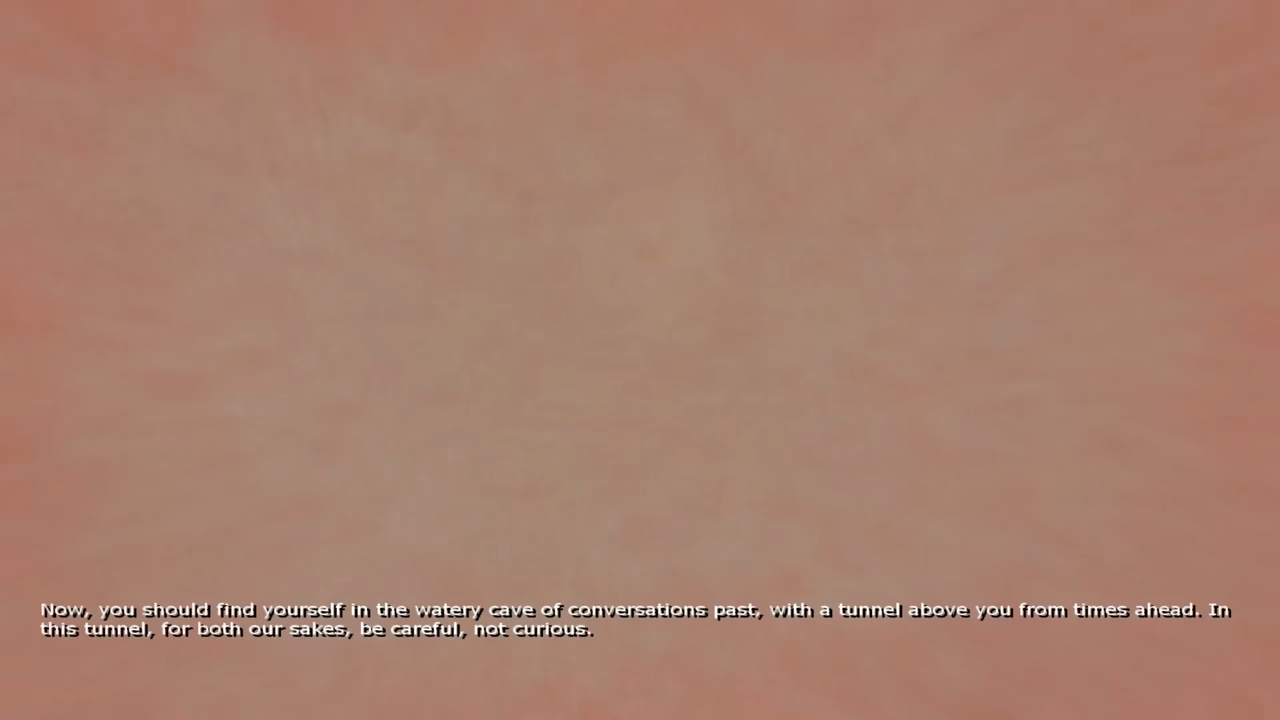 Now, you should find yourself in the watery cave of conversations past, with a tunnel above you from times ahead. In
this tunnel, for both our sakes, be careful, not curious.